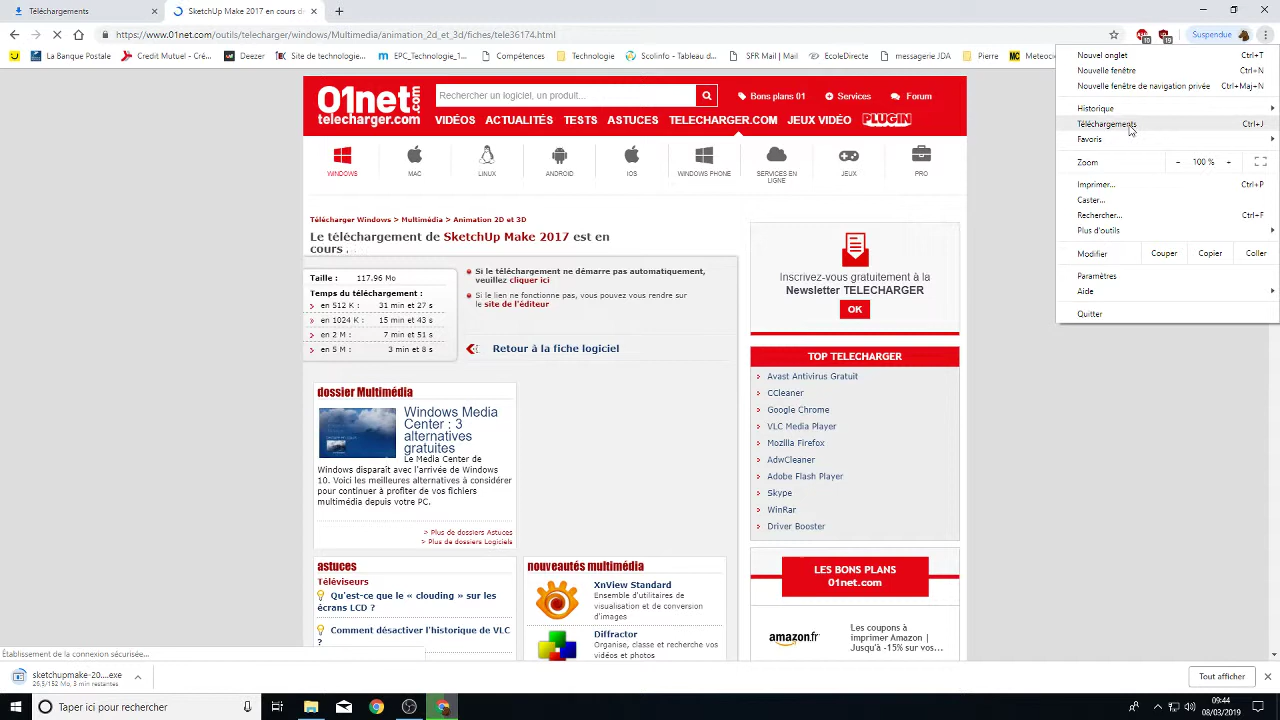 Téléchargements
SketchUp Make 2017 en cours d
https://www.01net.com/outils/telecharger/windows/Multimedia/animation_2d_et_3d/fiches/tele36174.html
10
19
Suspendue
La Banque Postale
Credit Mutuel - Crédi...
Deezer
Site de technologie c...
EPC_Technologie_1...
Compétences
Technologie
Scolinfo - Tableau d...
SFR Mail | Mail
EcoleDirecte
messagerie JDA
Pierre
Nouvel onglet
Ctrl+T
Nouvelle fenêtre
Ctrl+N
Nouvelle fenêtre de navigation privée
Ctrl+Maj+N
Historique
Téléchargements
Ctrl+J
Favoris
Zoom
- 100 % +
Imprimer...
Ctrl+P
Caster...
Rechercher...
Ctrl+F
Plus d'outils
Modifier
Couper
Copier
Coller
Paramètres
Aide
Quitter
01net.com
telecharger.com
Rechercher un logiciel, un produit...
Bons plans 01
Services
Forum
VIDÉOS
ACTUALITÉS
TESTS
ASTUCES
TELECHARGER.COM
JEUX VIDÉO
PLUGIN
WINDOWS
MAC
LINUX
ANDROID
IOS
WINDOWS PHONE
SERVICES EN
LIGNE
JEUX
PRO
Télécharger Windows > Multimédia > Animation 2D et 3D
Le téléchargement de SketchUp Make 2017 est en
cours .
Taille : 117.96 Mo
Temps du téléchargement :
en 512 K : 31 min et 27 s
en 1024 K : 15 min et 43 s
en 2 M : 7 min et 51 s
en 5 M : 3 min et 8 s
Si le téléchargement ne démarre pas automatiquement,
veuillez cliquer ici
Si le lien ne fonctionne pas, vous pouvez vous rendre sur
le site de l'éditeur
Retour à la fiche logiciel
Inscrivez-vous gratuitement à la
Newsletter TELECHARGER
OK
TOP TELECHARGER
Avast Antivirus Gratuit
CCleaner
Google Chrome
VLC Media Player
Mozilla Firefox
AdwCleaner
Adobe Flash Player
Skype
WinRar
Driver Booster
LES BONS PLANS
01net.com
amazon.fr
Les coupons à
imprimer Amazon |
Jusqu'à -15% sur vos...
dossier Multimédia
Windows Media
Center : 3
alternatives
gratuites
Le Media Center de
Windows disparaît avec l'arrivée de Windows
10. Voici les meilleures alternatives à considérer
pour continuer à profiter de vos fichiers
multimédia depuis votre PC.
> Plus de dossiers Astuces
> Plus de dossiers Logiciels
astuces
Téléviseurs
Qu'est-ce que le « clouding » sur les
écrans LCD ?
Comment désactiver l'historique de VLC
?
nouveautés multimédia
XnView Standard
Ensemble d'utilitaires de
visualisation et de conversion
d'images
Diffractor
Organise, classe et recherche vos
vidéos et photos
Établissement de la connexion sécurisée...
sketchupmake-20....exe
26,5/152 Mo, 3 min restantes
Tout afficher
Taper ici pour rechercher
09:44
08/03/2019